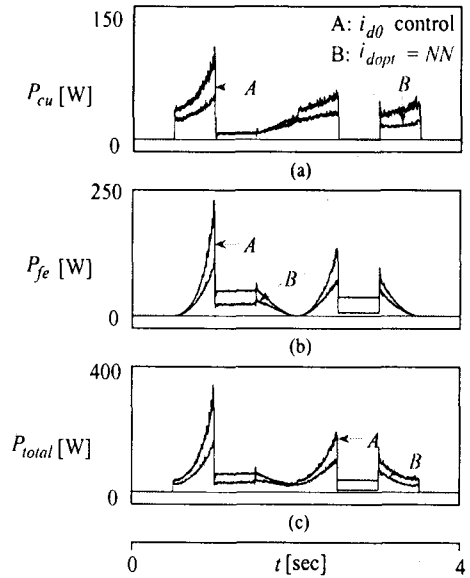 150
A: i_d0 control
B: i_dopt = NN
P_cu [W]
A
B
0
(a)
250
A
P_fe [W]
B
0
(b)
400
P_total [W]
A
B
0
(c)
0
t [sec]
4